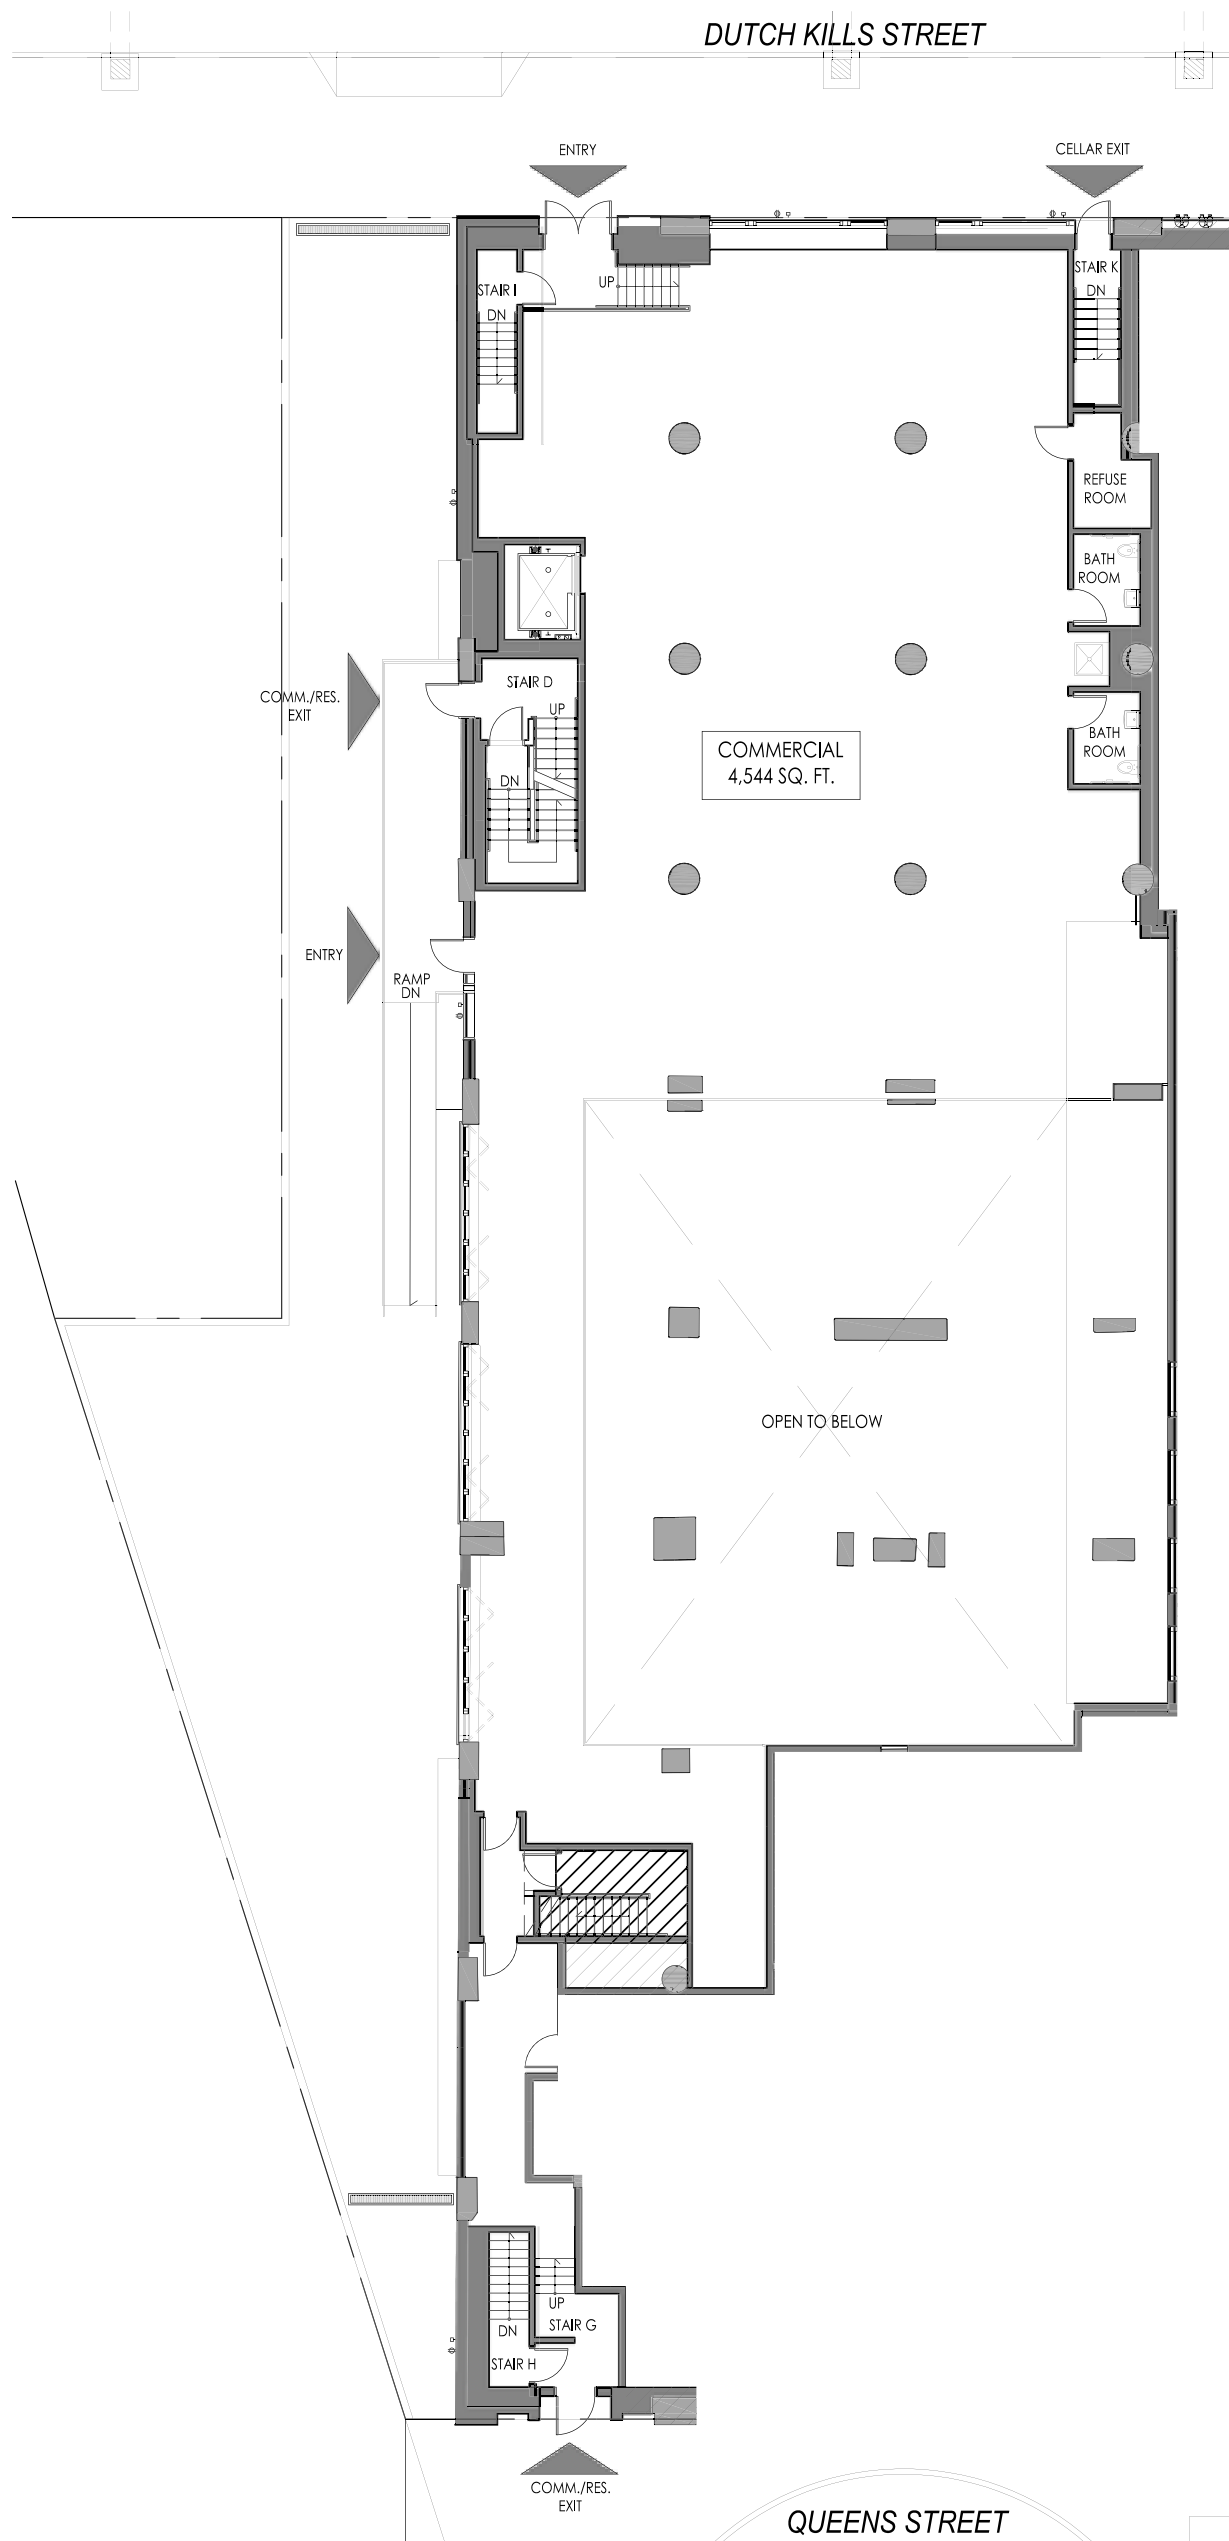 DUTCH KILLS STREET
ENTRY
CELLAR EXIT
STAIR K
DN
UP
STAIR I
DN
REFUSE
ROOM
BATH
ROOM
STAIR D
COMM./RES.
EXIT
UP
BATH
ROOM
COMMERCIAL
4,544 SQ. FT.
DN
ENTRY
RAMP
DN
OPEN TO BELOW
UP
STAIR G
DN
STAIR H
COMM./RES.
EXIT
QUEENS STREET